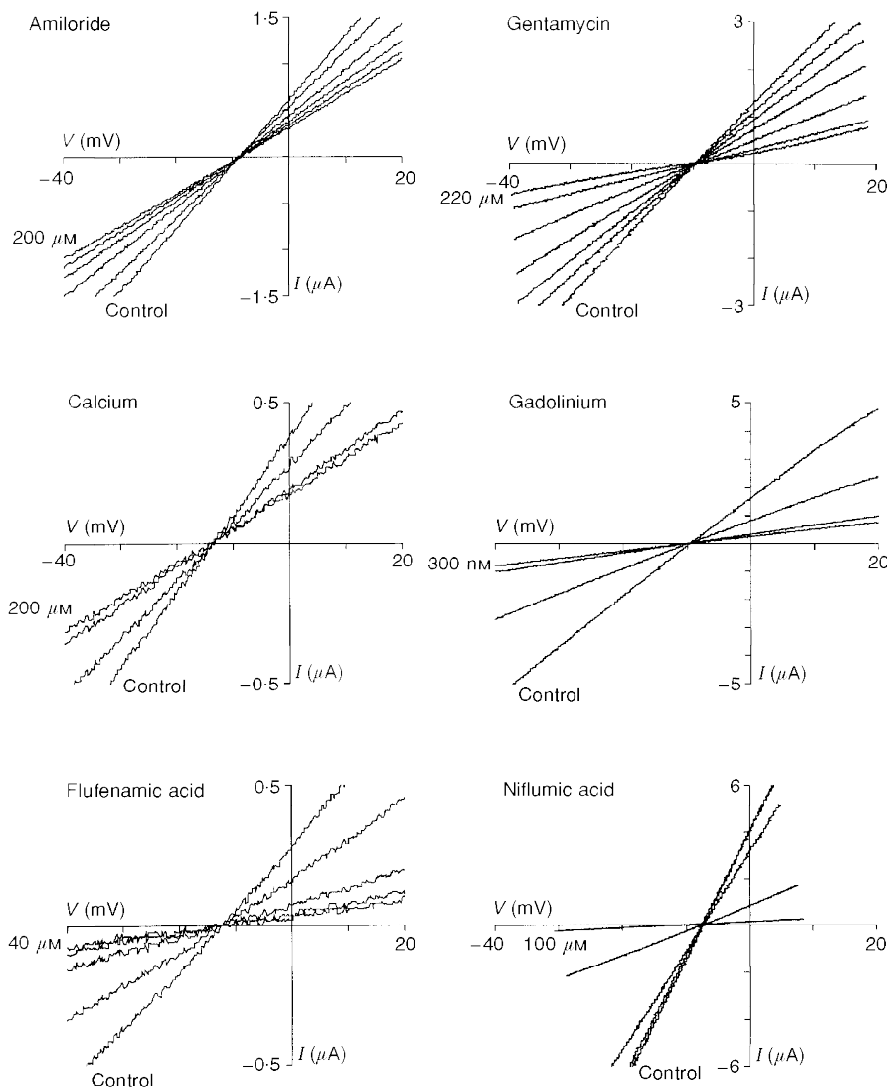 Amiloride
1·5
V (mV)
−40
20
200 μM
−1·5
I (μA)
Control
Gentamycin
3
V (mV)
−40
20
220 μM
−3
I (μA)
Control
Calcium
0·5
V (mV)
−40
20
200 μM
−0·5
I (μA)
Control
Gadolinium
5
V (mV)
−40
20
300 nM
−5
I (μA)
Control
Flufenamic acid
0·5
V (mV)
40 μM
20
−0·5
I (μA)
Control
Niflumic acid
6
V (mV)
−40
100 μM
20
−6
I (μA)
Control